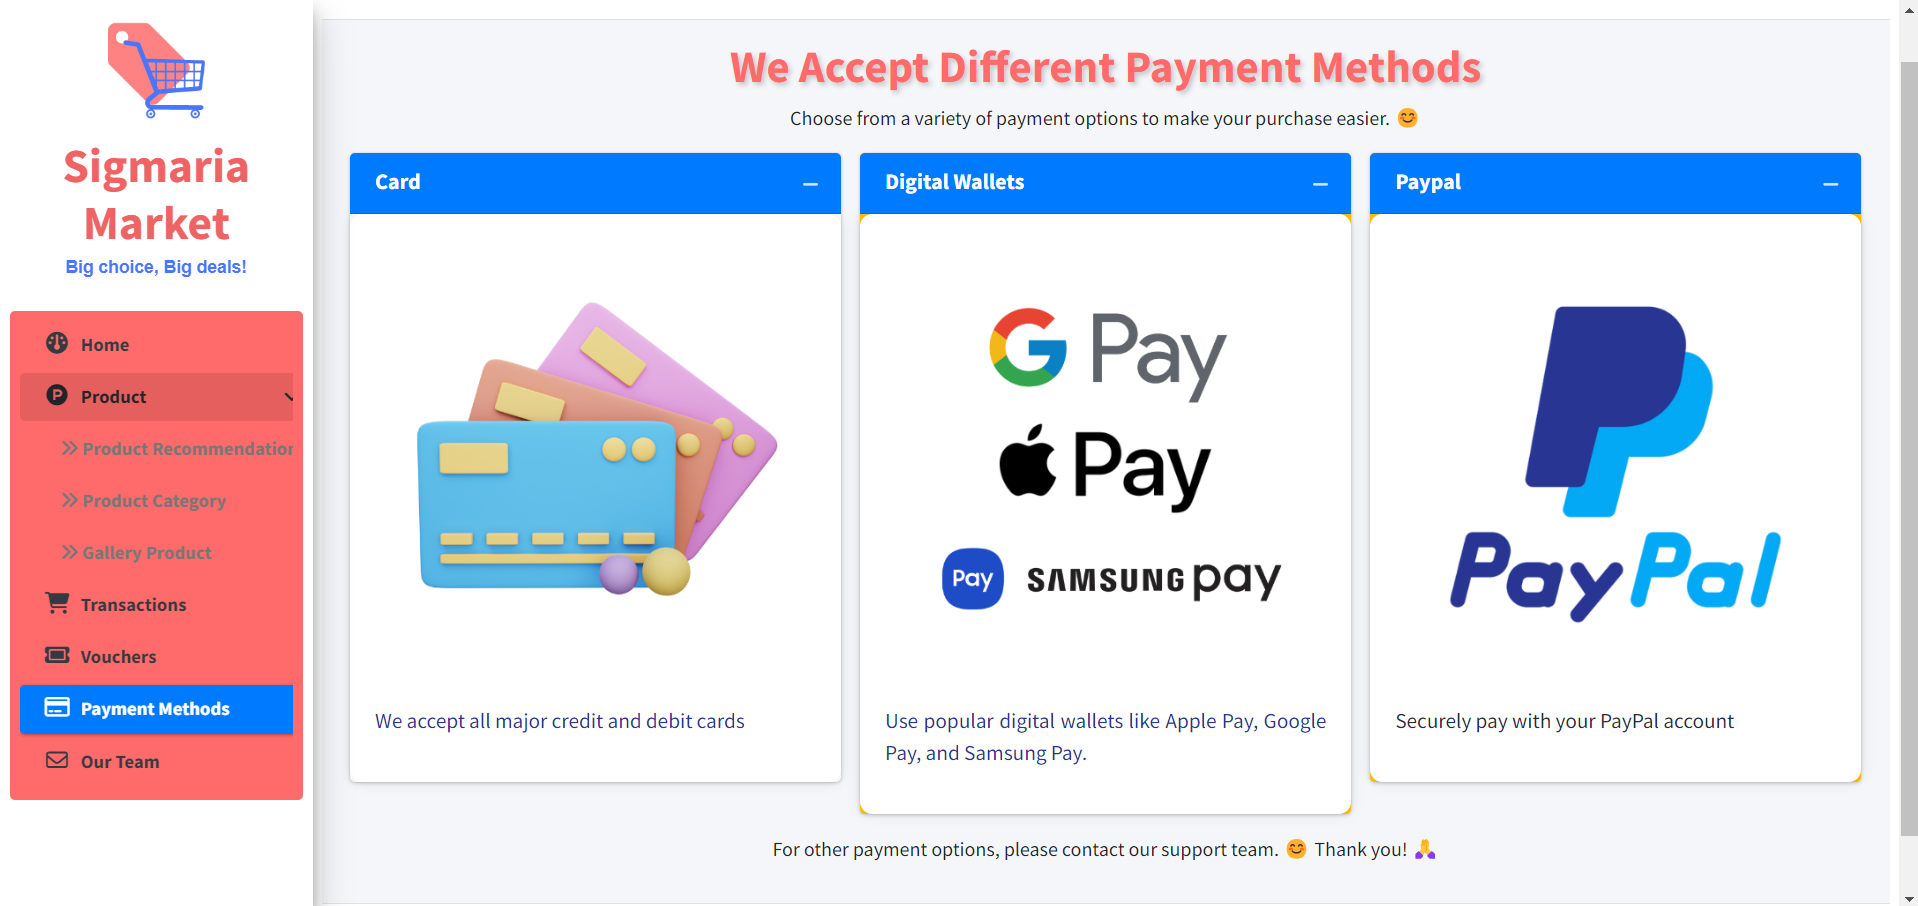 Sigmaria
Market
Big choice, Big deals!
Home
Product
Product Recommendation
Product Category
Gallery Product
Transactions
Vouchers
Payment Methods
Our Team
We Accept Different Payment Methods
Choose from a variety of payment options to make your purchase easier. 😊
Card
We accept all major credit and debit cards
Digital Wallets
G Pay
Pay
Pay SAMSUNG pay
Use popular digital wallets like Apple Pay, Google
Pay, and Samsung Pay.
Paypal
PayPal
Securely pay with your PayPal account
For other payment options, please contact our support team. 😊 Thank you! 🙏